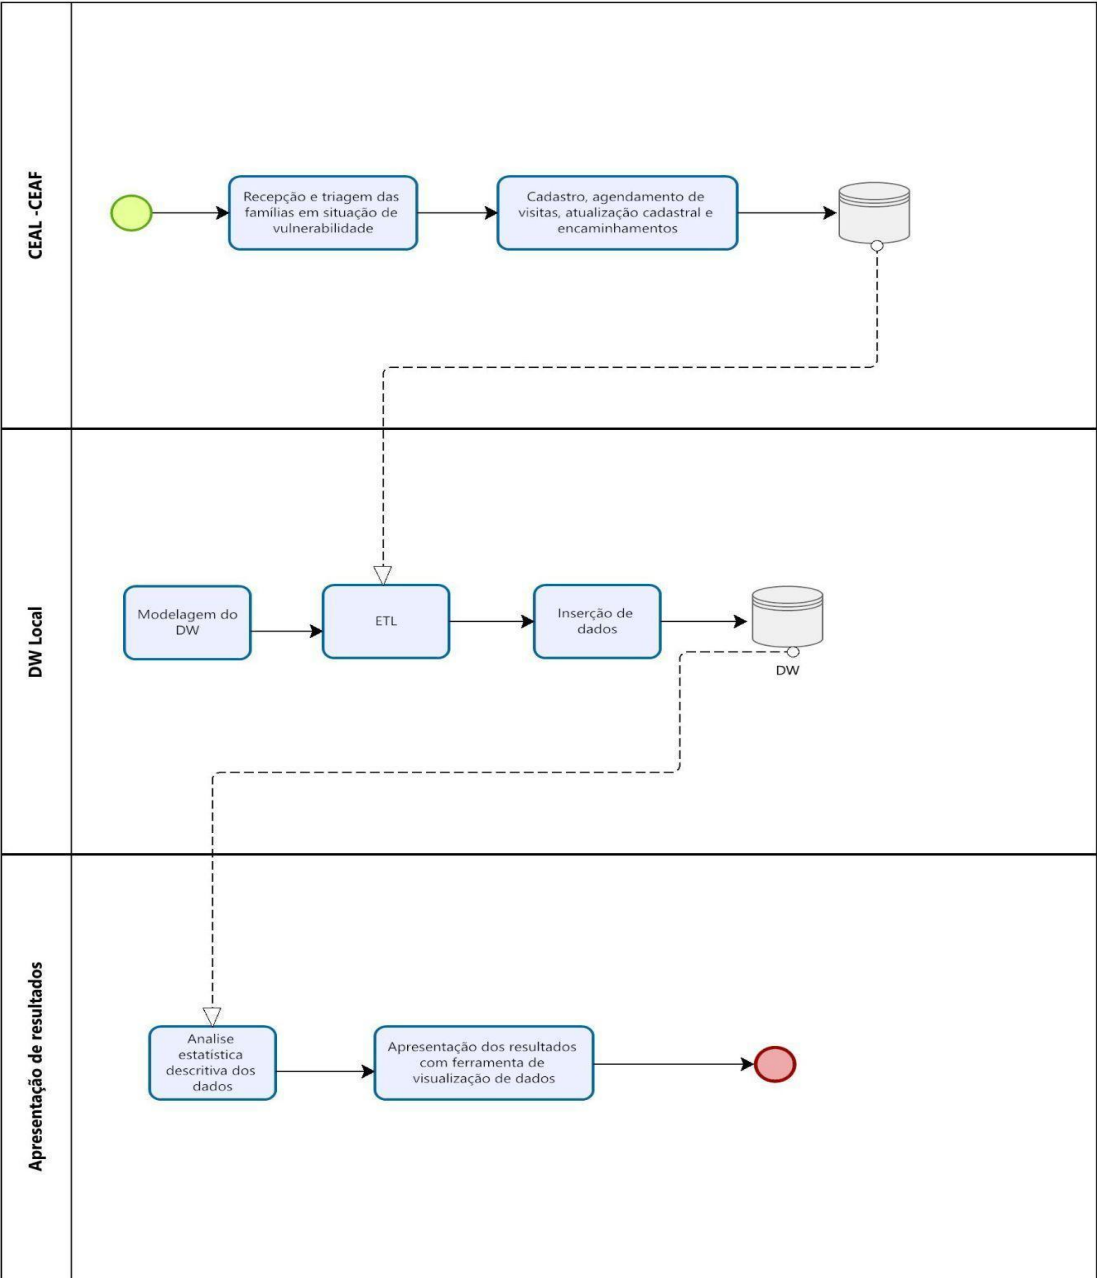 CEAL -CEAF
Recepção e triagem das
famílias em situação de
vulnerabilidade
Cadastro, agendamento de
visitas, atualização cadastral e
encaminhamentos
DW Local
Modelagem do
DW
ETL
Inserção de
dados
DW
Apresentação de resultados
Analise
estatística
descritiva dos
dados
Apresentação dos resultados
com ferramenta de
visualização de dados